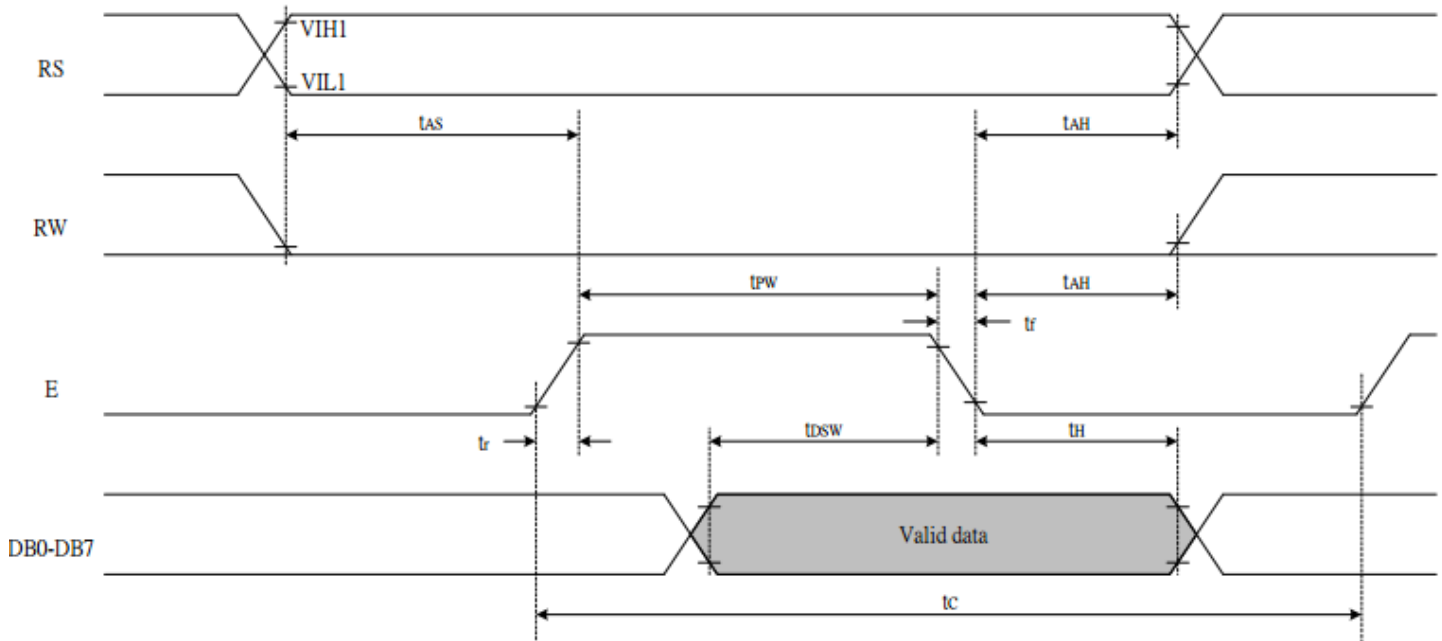 VIH1
RS
VIL1
tAS
tAH
RW
tPW
tAH
tf
E
tr
tDSW
tH
Valid data
DB0-DB7
tC